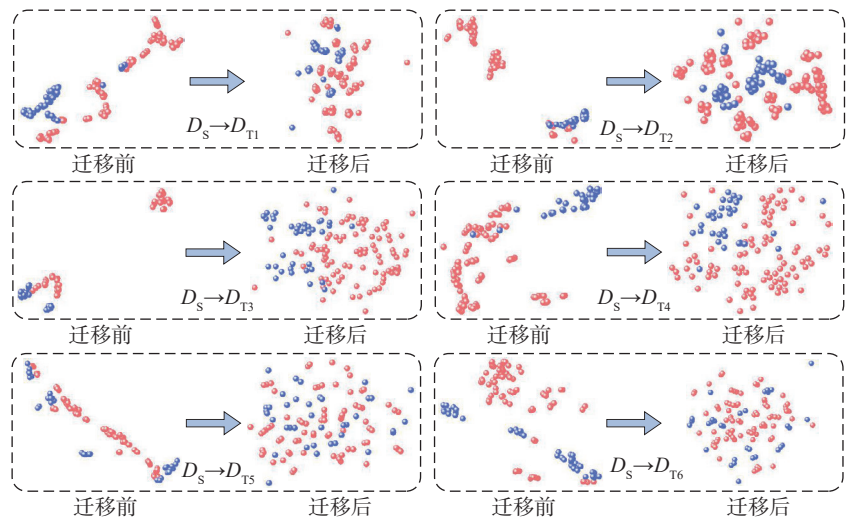 D_S→D_T1
迁移前 迁移后
D_S→D_T2
迁移前 迁移后
D_S→D_T3
迁移前 迁移后
D_S→D_T4
迁移前 迁移后
D_S→D_T5
迁移前 迁移后
D_S→D_T6
迁移前 迁移后